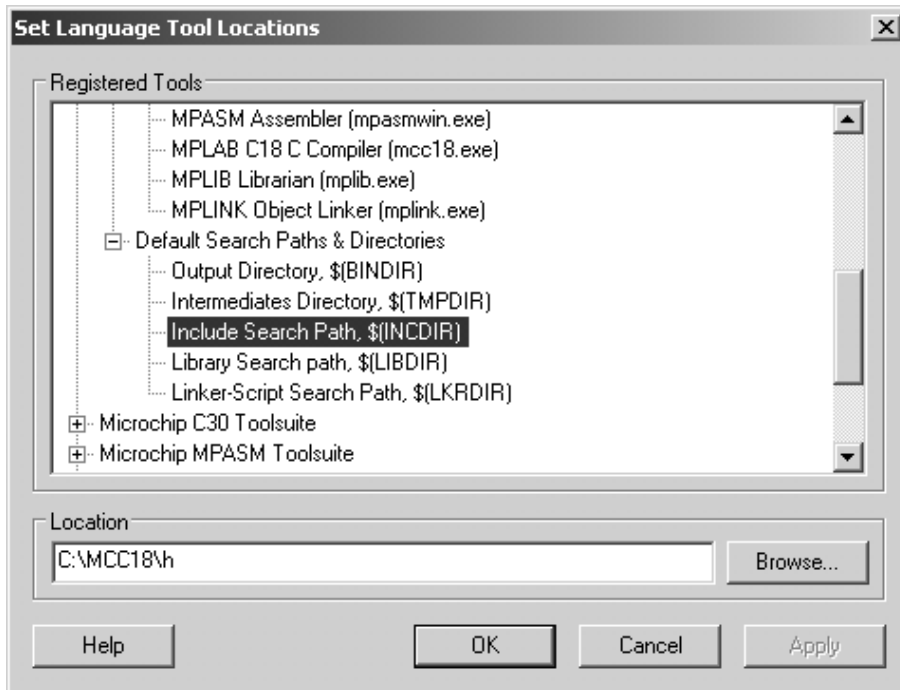 Set Language Tool Locations
Registered Tools
MPASM Assembler (mpasmwin.exe)
MPLAB C18 C Compiler (mcc18.exe)
MPLIB Librarian (mplib.exe)
MPLINK Object Linker (mplink.exe)
Default Search Paths & Directories
Output Directory, $(BINDIR)
Intermediates Directory, $(TMPDIR)
Include Search Path, $(INCDIR)
Library Search path, $(LIBDIR)
Linker-Script Search Path, $(LKRDIR)
Microchip C30 Toolsuite
Microchip MPASM Toolsuite
Location
C:\MCC18\h
Browse...
Help
OK
Cancel
Apply